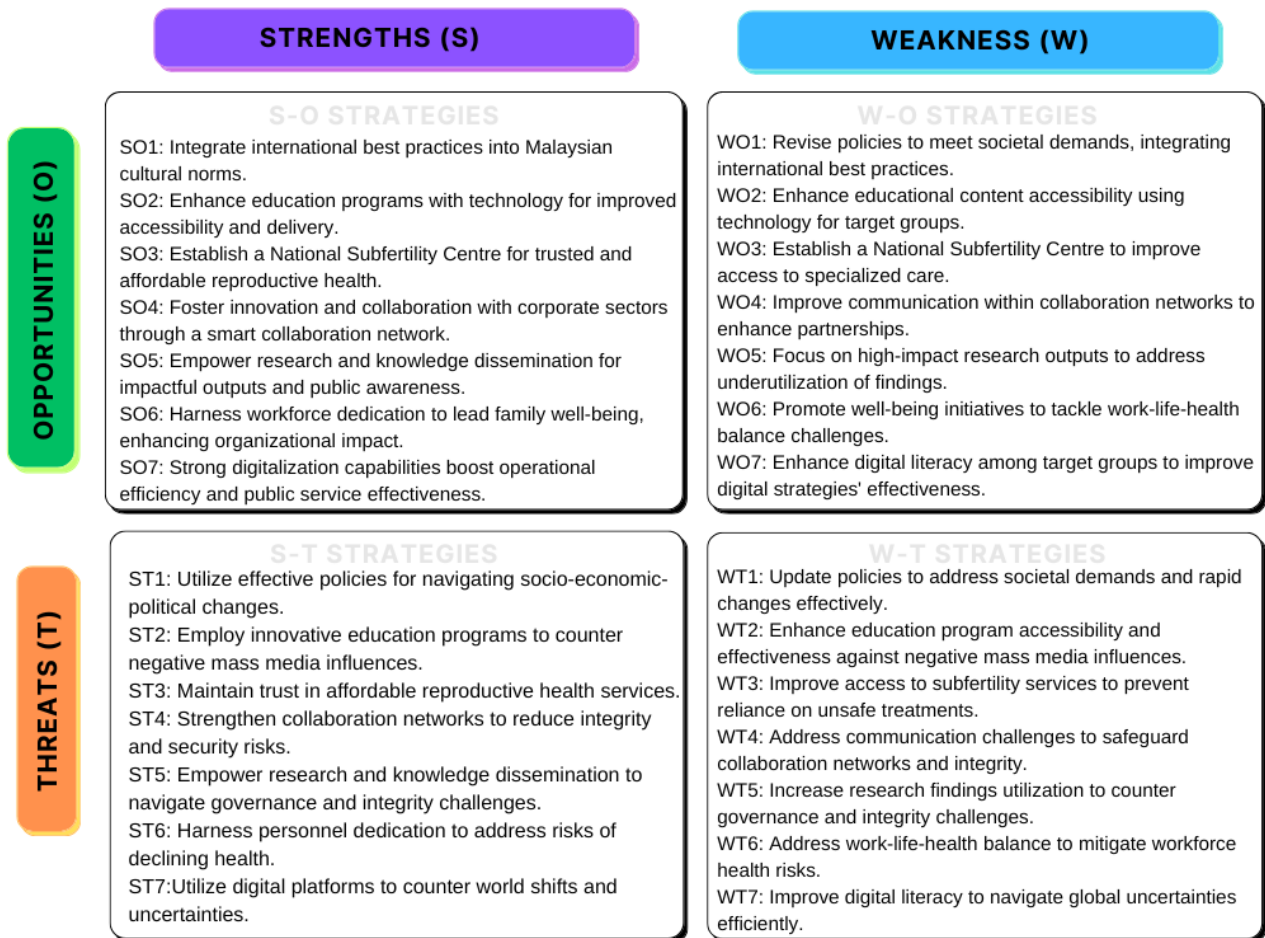 STRENGTHS (S)
WEAKNESS (W)
OPPORTUNITIES (O)
S-O STRATEGIES
SO1: Integrate international best practices into Malaysian
cultural norms.
SO2: Enhance education programs with technology for improved
accessibility and delivery.
SO3: Establish a National Subfertility Centre for trusted and
affordable reproductive health.
SO4: Foster innovation and collaboration with corporate sectors
through a smart collaboration network.
SO5: Empower research and knowledge dissemination for
impactful outputs and public awareness.
SO6: Harness workforce dedication to lead family well-being,
enhancing organizational impact.
SO7: Strong digitalization capabilities boost operational
efficiency and public service effectiveness.
W-O STRATEGIES
WO1: Revise policies to meet societal demands, integrating
international best practices.
WO2: Enhance educational content accessibility using
technology for target groups.
WO3: Establish a National Subfertility Centre to improve
access to specialized care.
WO4: Improve communication within collaboration networks to
enhance partnerships.
WO5: Focus on high-impact research outputs to address
underutilization of findings.
WO6: Promote well-being initiatives to tackle work-life-health
balance challenges.
WO7: Enhance digital literacy among target groups to improve
digital strategies' effectiveness.
THREATS (T)
S-T STRATEGIES
ST1: Utilize effective policies for navigating socio-economic-
political changes.
ST2: Employ innovative education programs to counter
negative mass media influences.
ST3: Maintain trust in affordable reproductive health services.
ST4: Strengthen collaboration networks to reduce integrity
and security risks.
ST5: Empower research and knowledge dissemination to
navigate governance and integrity challenges.
ST6: Harness personnel dedication to address risks of
declining health.
ST7:Utilize digital platforms to counter world shifts and
uncertainties.
W-T STRATEGIES
WT1: Update policies to address societal demands and rapid
changes effectively.
WT2: Enhance education program accessibility and
effectiveness against negative mass media influences.
WT3: Improve access to subfertility services to prevent
reliance on unsafe treatments.
WT4: Address communication challenges to safeguard
collaboration networks and integrity.
WT5: Increase research findings utilization to counter
governance and integrity challenges.
WT6: Address work-life-health balance to mitigate workforce
health risks.
WT7: Improve digital literacy to navigate global uncertainties
efficiently.